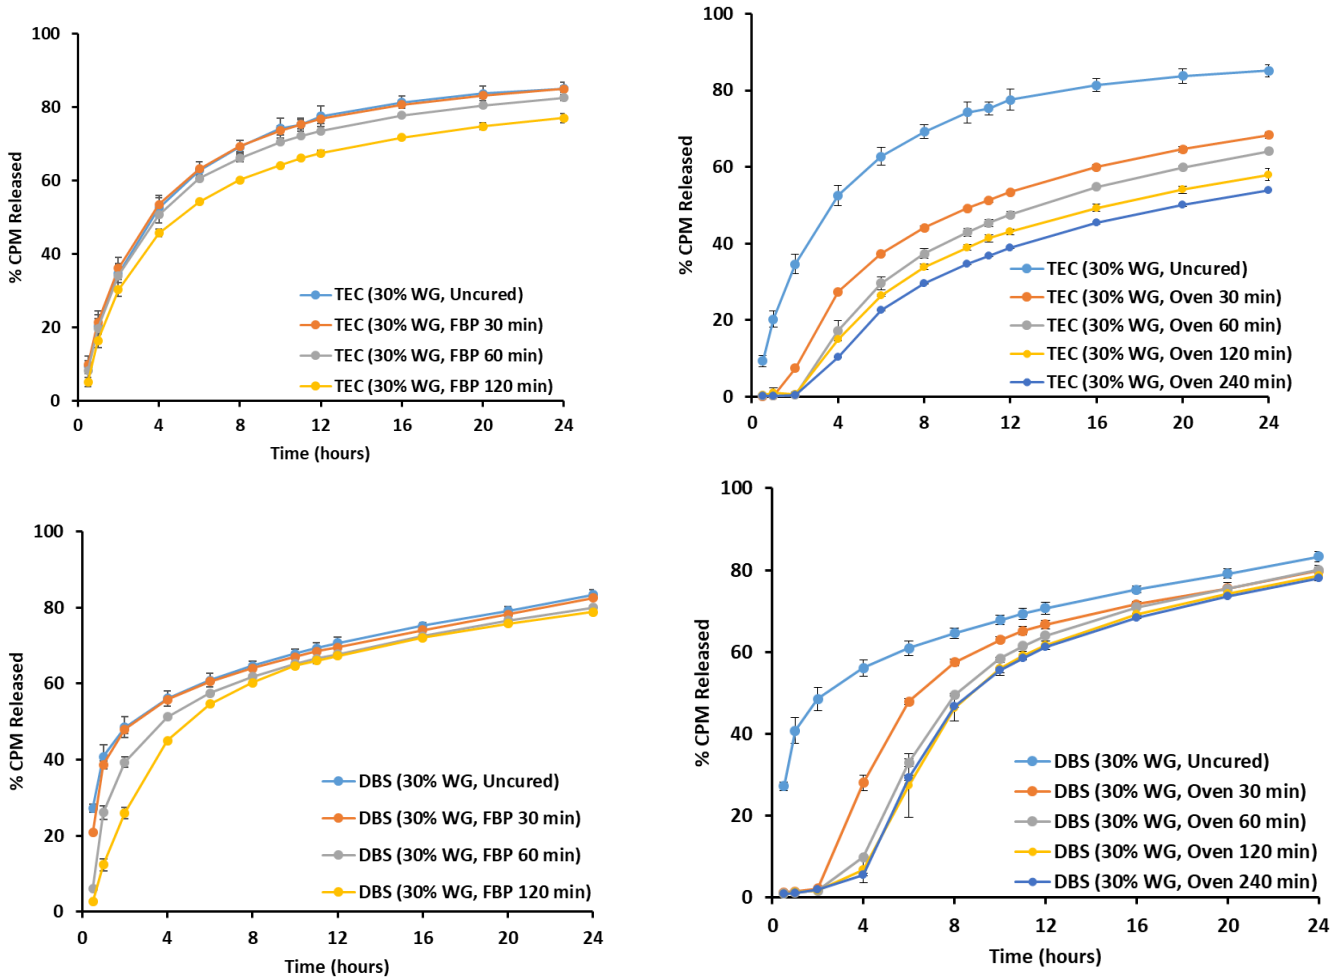 100
80
60
40
20
0
% CPM Released
TEC (30% WG, Uncured)
TEC (30% WG, FBP 30 min)
TEC (30% WG, FBP 60 min)
TEC (30% WG, FBP 120 min)
0 4 8 12 16 20 24
Time (hours)
100
80
60
40
20
0
% CPM Released
TEC (30% WG, Uncured)
TEC (30% WG, Oven 30 min)
TEC (30% WG, Oven 60 min)
TEC (30% WG, Oven 120 min)
TEC (30% WG, Oven 240 min)
4 8 12 16 20 24
100
80
60
40
20
0
% CPM Released
DBS (30% WG, Uncured)
DBS (30% WG, FBP 30 min)
DBS (30% WG, FBP 60 min)
DBS (30% WG, FBP 120 min)
0 4 8 12 16 20 24
Time (hours)
100
80
60
40
20
0
% CPM Released
DBS (30% WG, Uncured)
DBS (30% WG, Oven 30 min)
DBS (30% WG, Oven 60 min)
DBS (30% WG, Oven 120 min)
DBS (30% WG, Oven 240 min)
0 4 8 12 16 20 24
Time (hours)